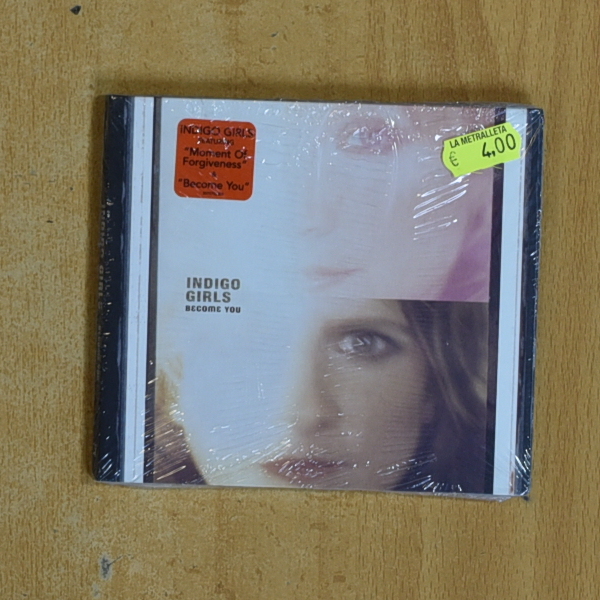 INDIGO GIRLS
"Moment Of
Forgiveness"
&
"Become You"
LA METRALLETA
€ 4,00
INDIGO
GIRLS
BECOME YOU